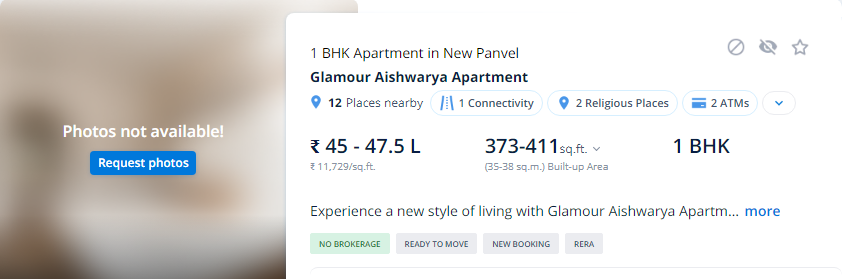 Photos not available!
Request photos
1 BHK Apartment in New Panvel
Glamour Aishwarya Apartment
12 Places nearby 1 Connectivity 2 Religious Places 2 ATMs
₹ 45 - 47.5 L 373-411sq.ft. 1 BHK
₹ 11,729/sq.ft. (35-38 sq.m.) Built-up Area
Experience a new style of living with Glamour Aishwarya Apartm... more
NO BROKERAGE READY TO MOVE NEW BOOKING RERA